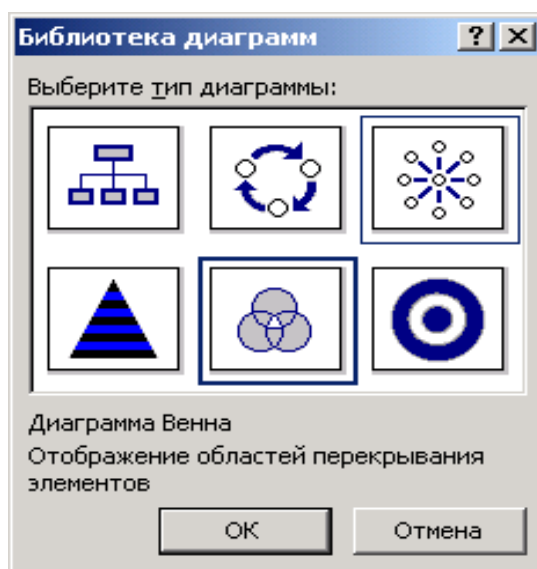 Библиотека диаграмм
Выберите тип диаграммы:
Диаграмма Венна
Отображение областей перекрывания
элементов
ОК
Отмена